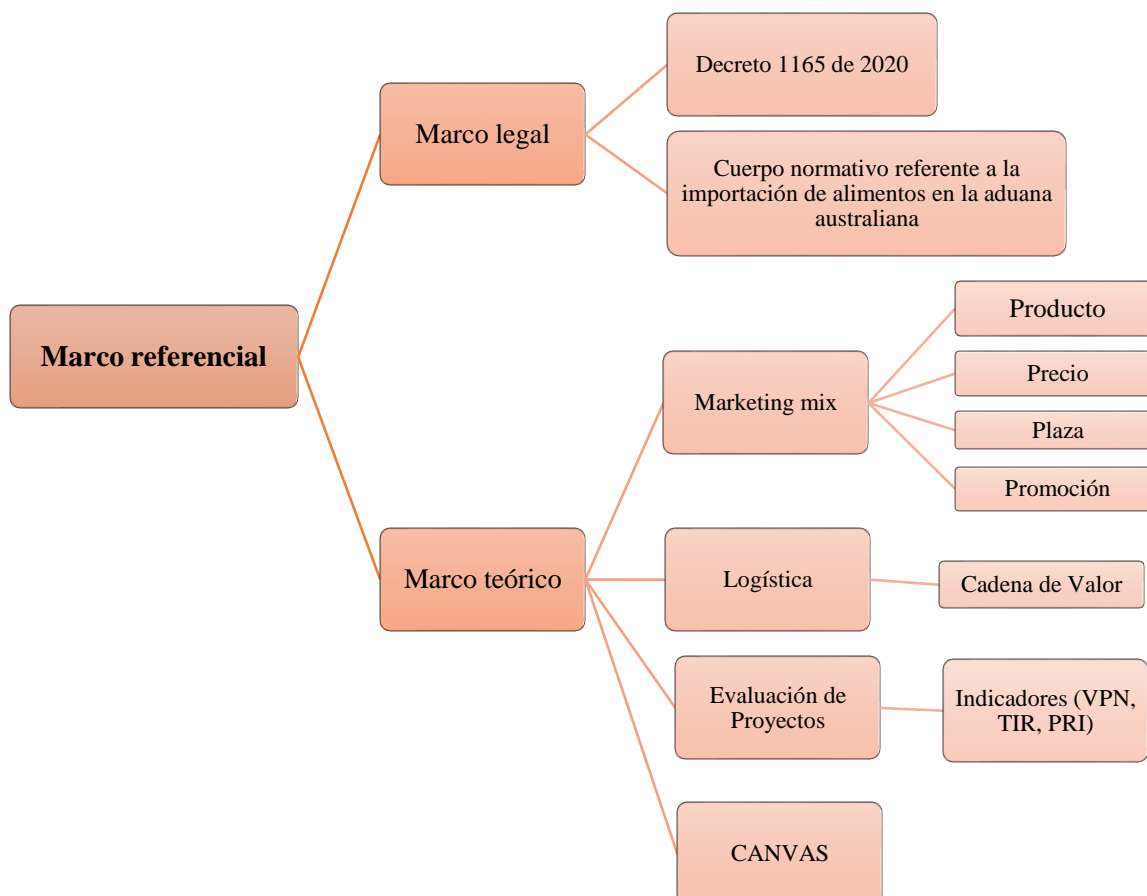 Marco referencial
Marco legal
Decreto 1165 de 2020
Cuerpo normativo referente a la
importación de alimentos en la aduana
australiana
Marco teórico
Marketing mix
Producto
Precio
Plaza
Promoción
Logística
Cadena de Valor
Evaluación de
Proyectos
Indicadores (VPN,
TIR, PRI)
CANVAS